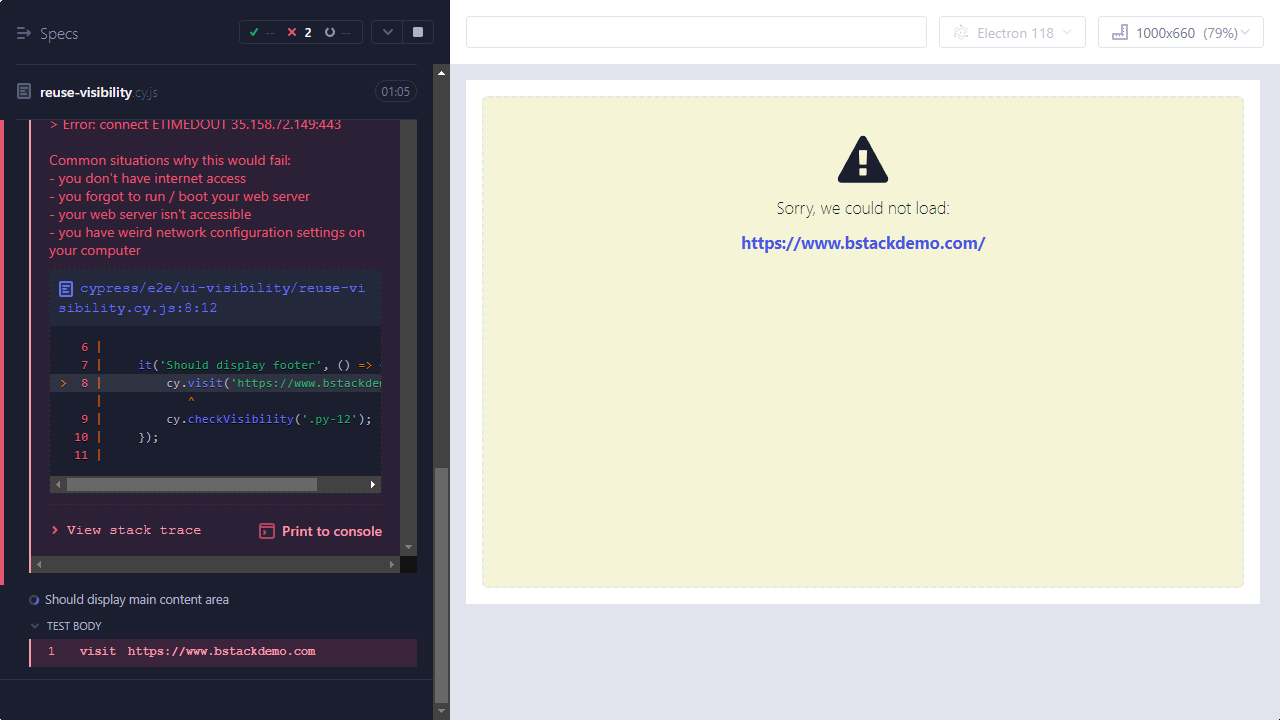 Specs
-- 2 --
Electron 118
1000x660 (79%)
reuse-visibility.cy.js
01:05
> Error: connect ETIMEDOUT 35.158.72.149:443
Common situations why this would fail:
- you don't have internet access
- you forgot to run / boot your web server
- your web server isn't accessible
- you have weird network configuration settings on
your computer
cypress/e2e/ui-visibility/reuse-vi
sibility.cy.js:8:12
6 |
7 | it('Should display footer', () =>
> 8 | cy.visit('https://www.bstackde
| ^
9 | cy.checkVisibility('.py-12');
10 | });
11 |
> View stack trace
Print to console
Should display main content area
TEST BODY
1 visit https://www.bstackdemo.com
Sorry, we could not load:
https://www.bstackdemo.com/